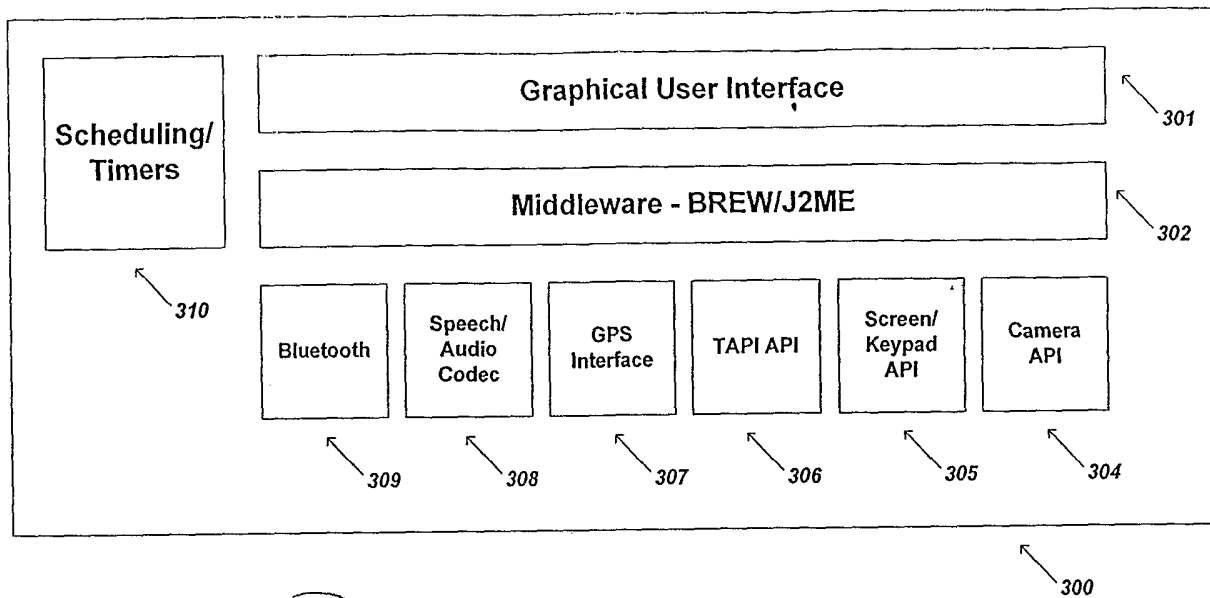 Graphical User Interface
301
Scheduling/
Timers
Middleware - BREW/J2ME
302
310
Bluetooth
Speech/
Audio
Codec
GPS
Interface
TAPI API
Screen/
Keypad
API
Camera
API
309
308
307
306
305
304
300